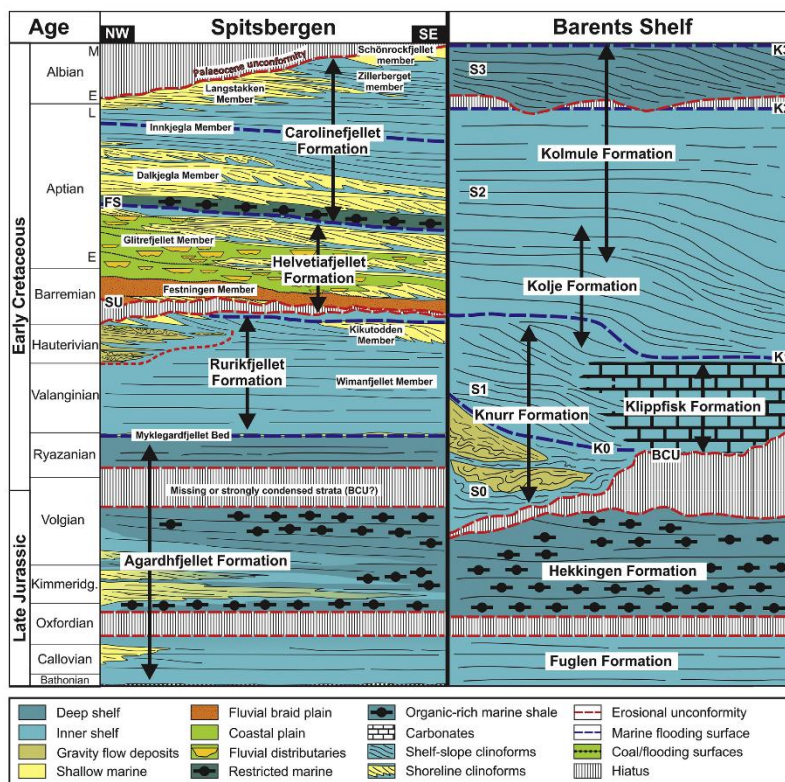 Age
Spitsbergen
Barents Shelf
NW
SE
Early Cretaceous
Late Jurassic
M
Albian
E
L
Aptian
E
Barremian
Hauterivian
Valanginian
Ryazanian
Volgian
Kimmeridg.
Oxfordian
Callovian
Bathonian
Schönrockfjellet
member
Palaeocene unconformity
Zillerberget
member
Langstakken
Member
Innkjegla Member
Carolinefjellet
Formation
Dalkjegla Member
FS
Glitrefjellet Member
Helvetiafjellet
Formation
Festningen Member
SU
Kikutodden
Member
Rurikfjellet
Formation
Wimanfjellet Member
Myklegardfjellet Bed
Missing or strongly condensed strata (BCU?)
Agardhfjellet Formation
K3
S3
Kolmule Formation
S2
Kolje Formation
S1
Knurr Formation
Klippfisk Formation
K0
BCU
S0
Hekkingen Formation
Fuglen Formation
Deep shelf
Inner shelf
Gravity flow deposits
Shallow marine
Fluvial braid plain
Coastal plain
Fluvial distributaries
Restricted marine
Organic-rich marine shale
Carbonates
Shelf-slope clinoforms
Shoreline clinoforms
Erosional unconformity
Marine flooding surface
Coal/flooding surfaces
Hiatus